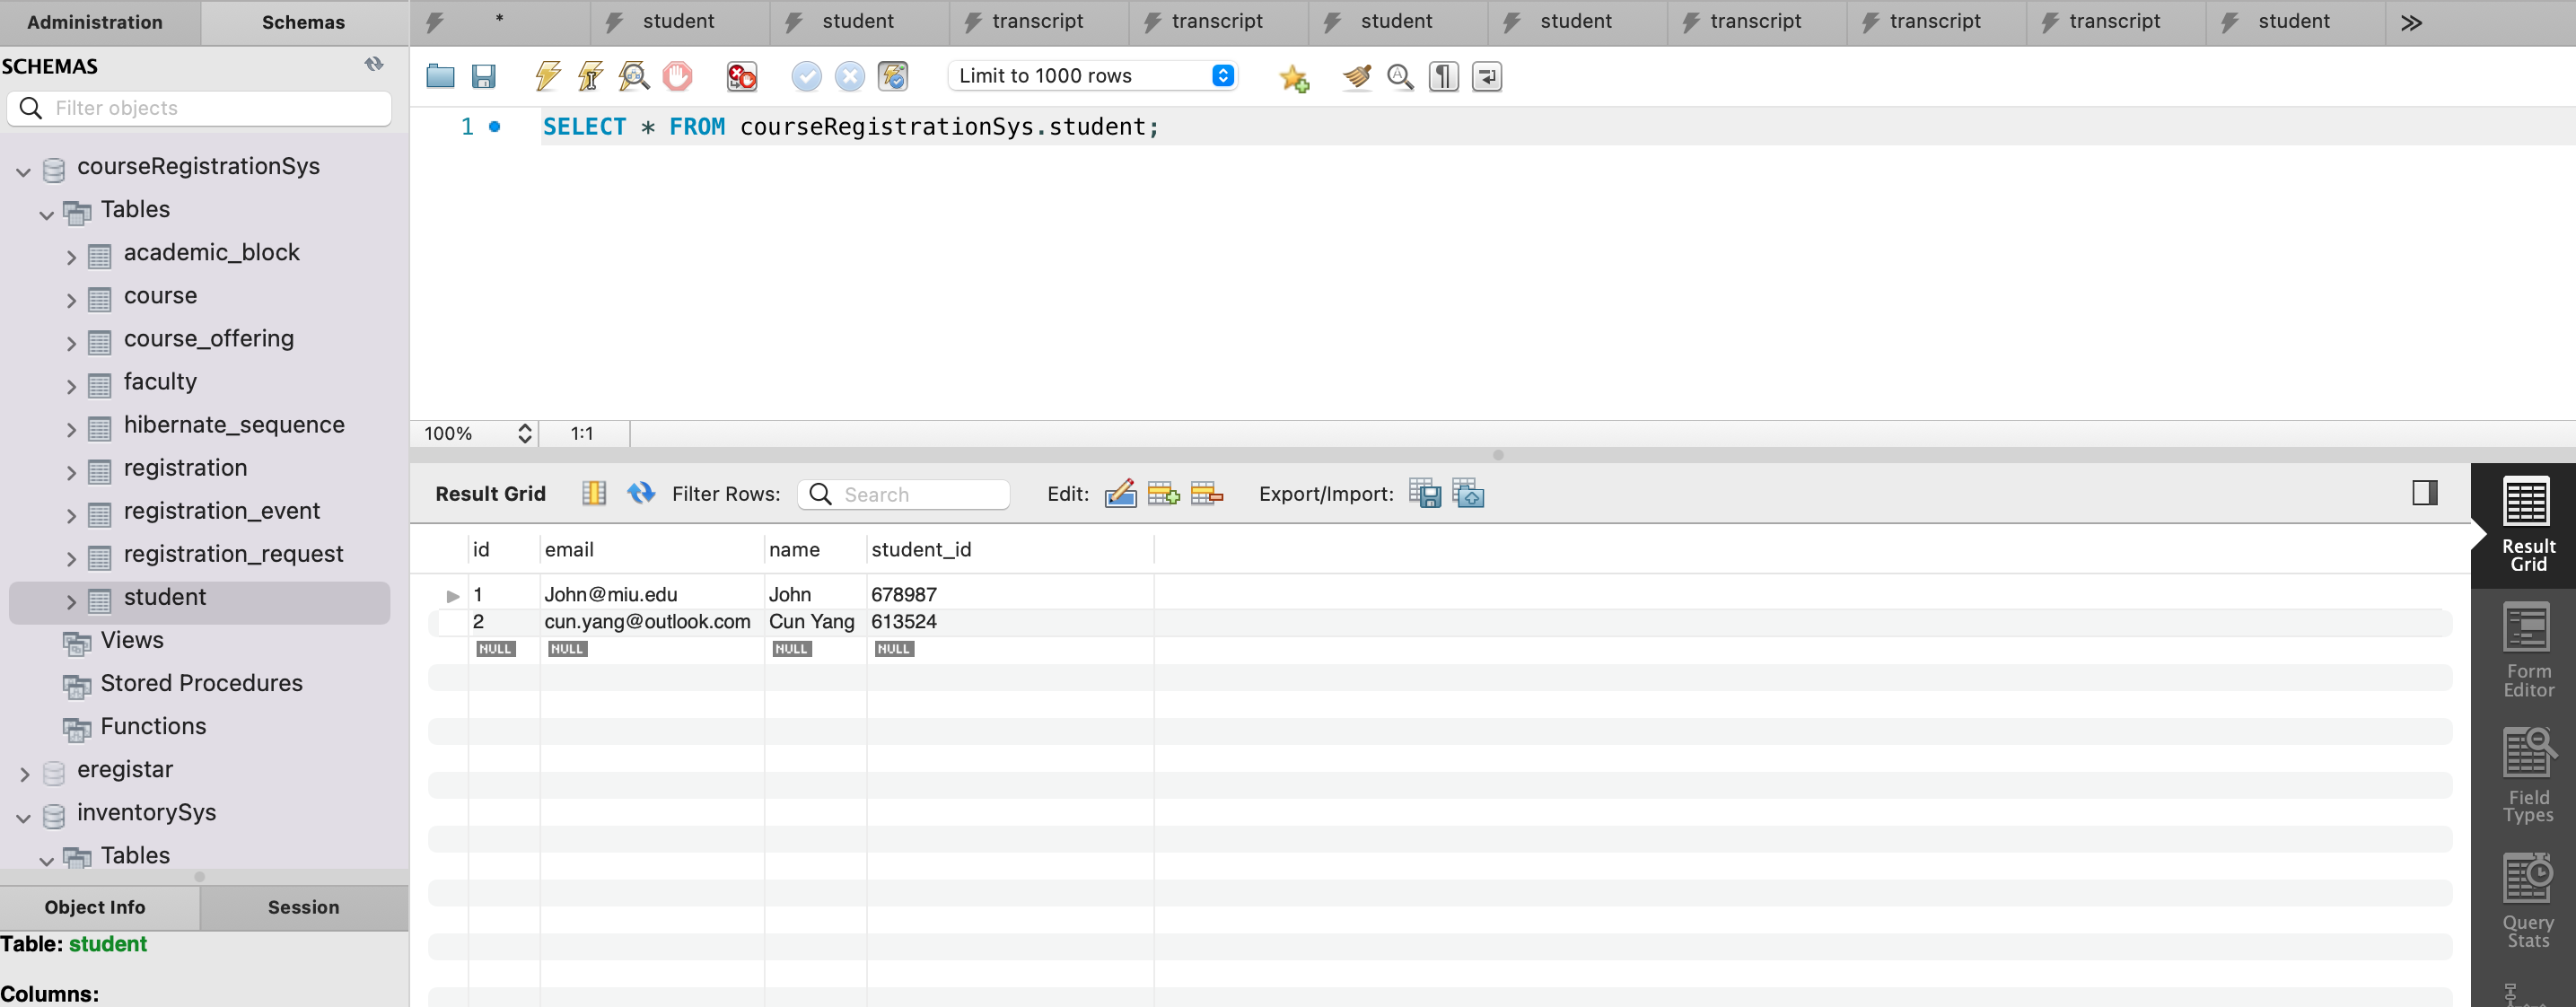 Administration Schemas
* student student transcript transcript student student transcript transcript transcript student
SCHEMAS
Filter objects
Limit to 1000 rows
1 SELECT * FROM courseRegistrationSys.student;
courseRegistrationSys
Tables
academic_block
course
course_offering
faculty
hibernate_sequence
registration
registration_event
registration_request
student
Views
Stored Procedures
Functions
eregistar
inventorySys
Tables
Object Info Session
Table: student
Columns:
100% 1:1
Result Grid Filter Rows: Search Edit: Export/Import:
id email name student_id
1 John@miu.edu John 678987
2 cun.yang@outlook.com Cun Yang 613524
NULL NULL NULL NULL
Result
Grid
Form
Editor
Field
Types
Query
Stats